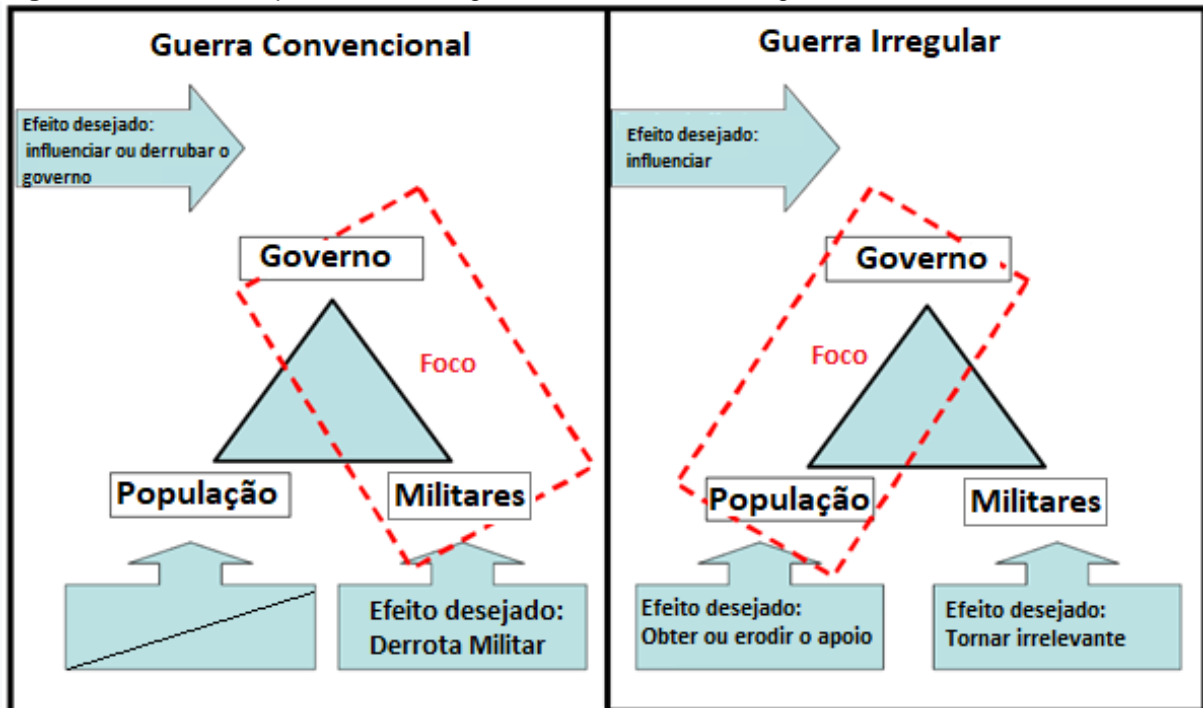 Guerra Convencional
Efeito desejado:
influenciar ou derrubar o
governo
Governo
Foco
População
Militares
Efeito desejado:
Derrota Militar
Guerra Irregular
Efeito desejado:
influenciar
Governo
Foco
População
Militares
Efeito desejado:
Obter ou erodir o apoio
Efeito desejado:
Tornar irrelevante